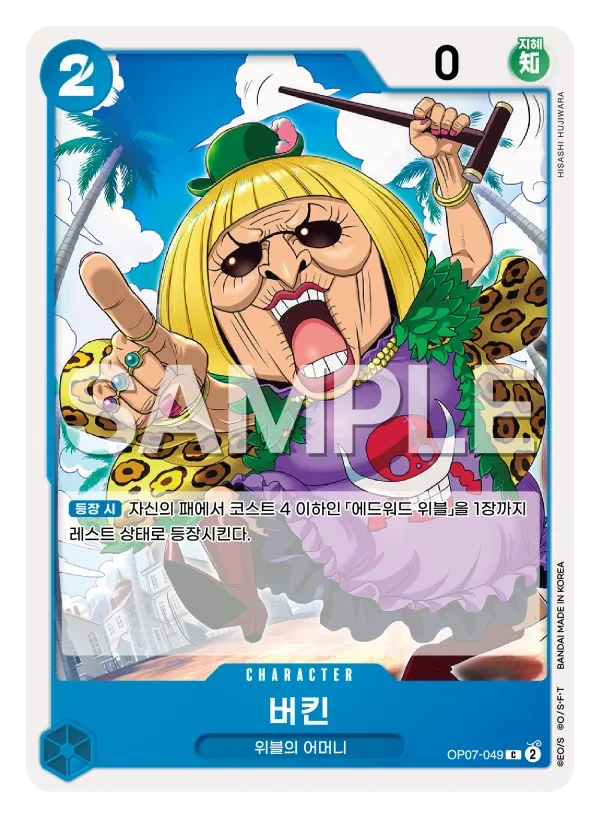 2
0
지혜
知
HISASHI HUJIWARA
SAMPLE
등장 시 자신의 패에서 코스트 4 이하인 「에드워드 위블」을 1장까지
레스트 상태로 등장시킨다.
CHARACTER
버킨
위블의 어머니
OP07-049 C 2
©EO/S ©O/S·F·T BANDAI MADE IN KOREA